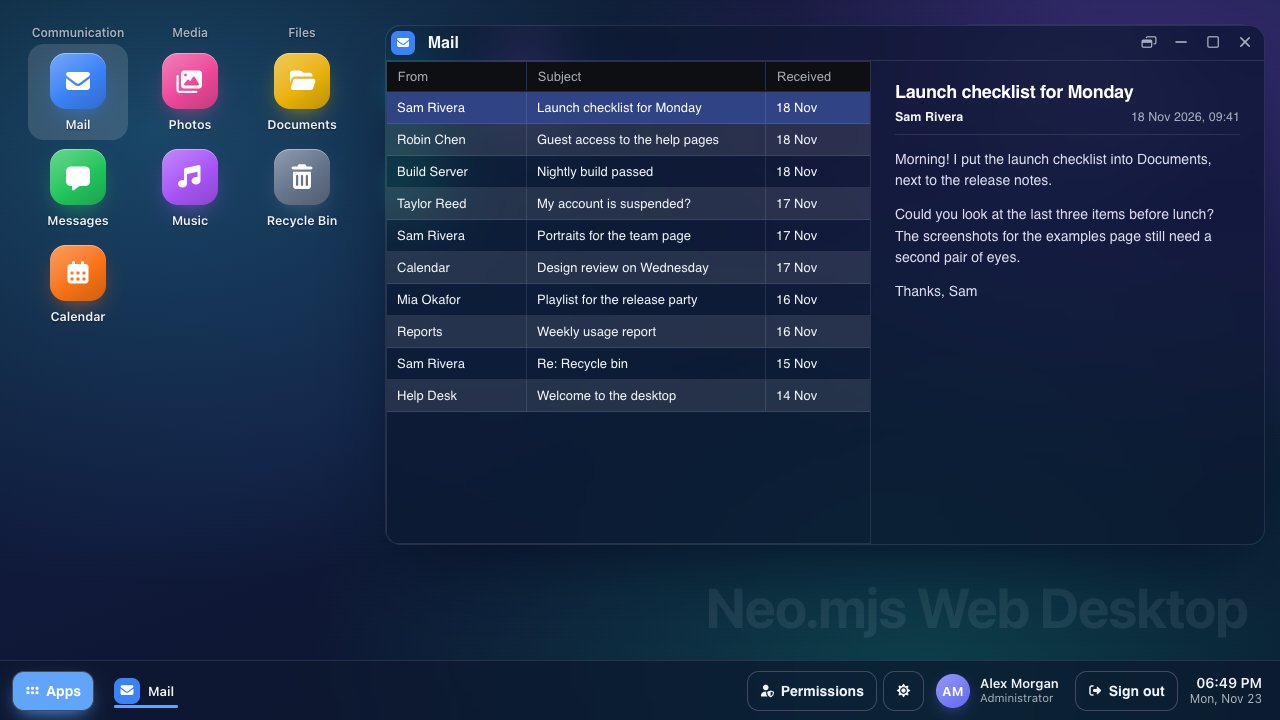 Communication
Media
Files
Mail
Photos
Documents
Messages
Music
Recycle Bin
Calendar
Mail
From Subject Received
Sam Rivera Launch checklist for Monday 18 Nov
Robin Chen Guest access to the help pages 18 Nov
Build Server Nightly build passed 18 Nov
Taylor Reed My account is suspended? 17 Nov
Sam Rivera Portraits for the team page 17 Nov
Calendar Design review on Wednesday 17 Nov
Mia Okafor Playlist for the release party 16 Nov
Reports Weekly usage report 16 Nov
Sam Rivera Re: Recycle bin 15 Nov
Help Desk Welcome to the desktop 14 Nov
Launch checklist for Monday
Sam Rivera 18 Nov 2026, 09:41
Morning! I put the launch checklist into Documents,
next to the release notes.
Could you look at the last three items before lunch?
The screenshots for the examples page still need a
second pair of eyes.
Thanks, Sam
Neo.mjs Web Desktop
Apps
Mail
Permissions
AM
Alex Morgan
Administrator
Sign out
06:49 PM
Mon, Nov 23